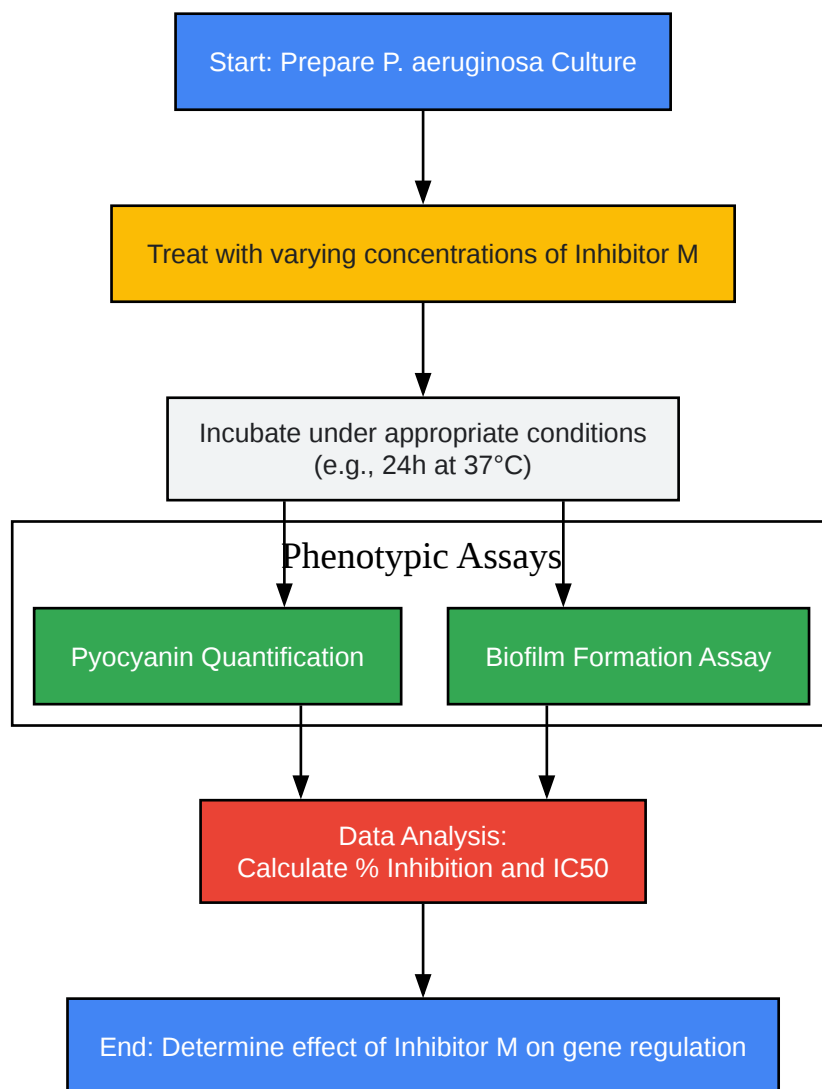 Start: Prepare P. aeruginosa Culture
Treat with varying concentrations of Inhibitor M
Incubate under appropriate conditions
(e.g., 24h at 37°C)
Phenotypic Assays
Pyocyanin Quantification
Biofilm Formation Assay
Data Analysis:
Calculate % Inhibition and IC50
End: Determine effect of Inhibitor M on gene regulation